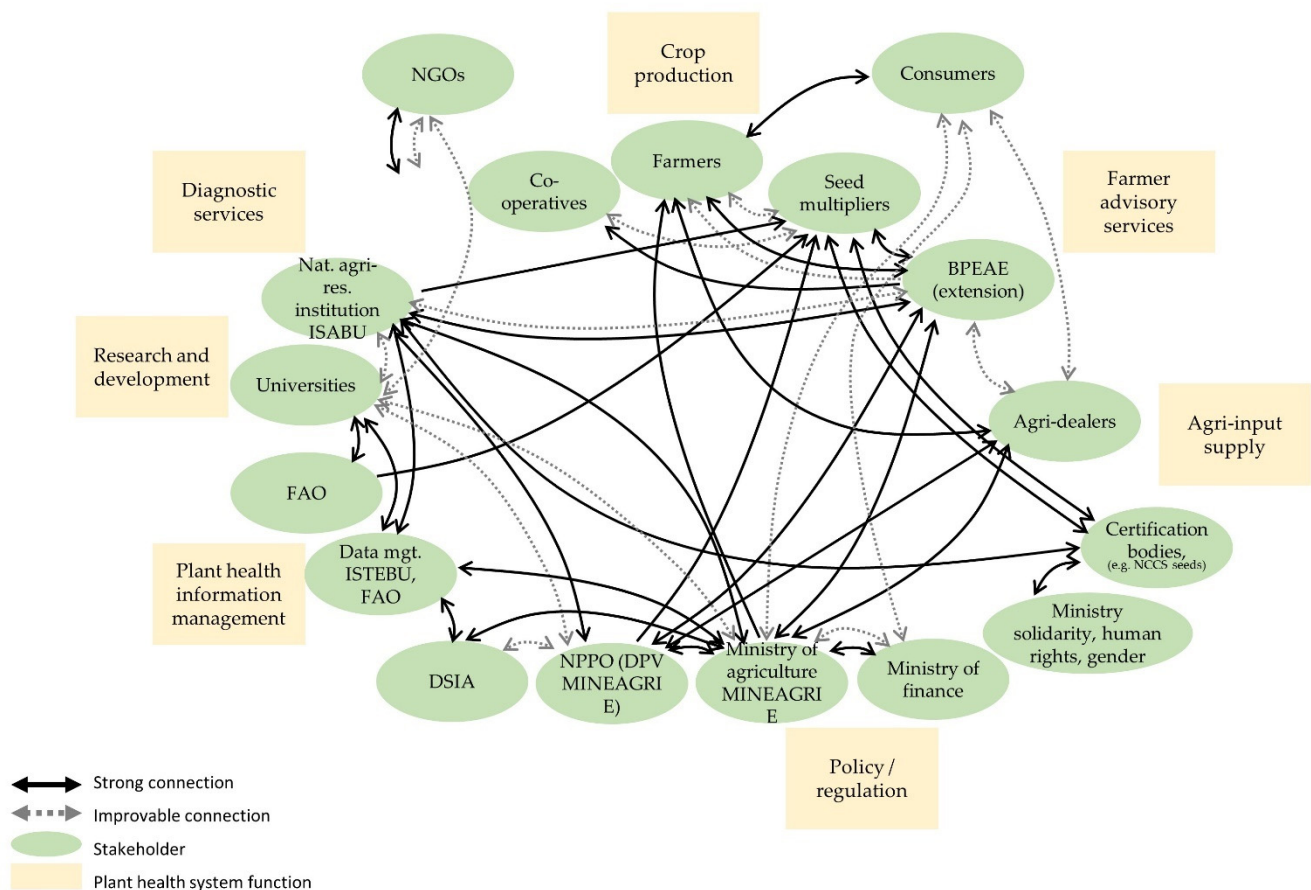 NGOs
Crop
production
Consumers
Diagnostic
services
Co-
operatives
Farmers
Seed
multipliers
Farmer
advisory
services
Nat. agri-
res.
institution
ISABU
BPEAE
(extension)
Research and
development
Universities
Agri-dealers
Agri-input
supply
FAO
Plant health
information
management
Data mgt.
ISTEBU,
FAO
Certification
bodies,
(e.g. NCCS seeds)
Ministry
solidarity, human
rights, gender
DSIA
NPPO (DPV
MINEAGRI
E)
Ministry of
agriculture
MINEAGRI
E
Ministry of
finance
Policy /
regulation
Strong connection
Improvable connection
Stakeholder
Plant health system function